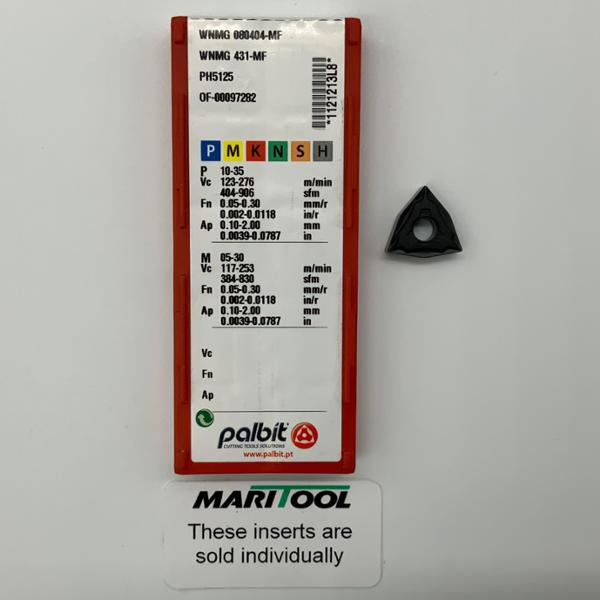 WNMG 080404-MF
WNMG 431-MF
PH5125
OF-00097282
*1121213L8*
P M K N S H
P 10-35
Vc 123-276 m/min
404-906 sfm
Fn 0.05-0.30 mm/r
0.002-0.0118 in/r
Ap 0.10-2.00 mm
0.0039-0.0787 in
M 05-30
Vc 117-253 m/min
384-830 sfm
Fn 0.05-0.30 mm/r
0.002-0.0118 in/r
Ap 0.10-2.00 mm
0.0039-0.0787 in
Vc
Fn
Ap
palbit
CUTTING TOOLS SOLUTIONS
www.palbit.pt
MARITOOL
These inserts are
sold individually